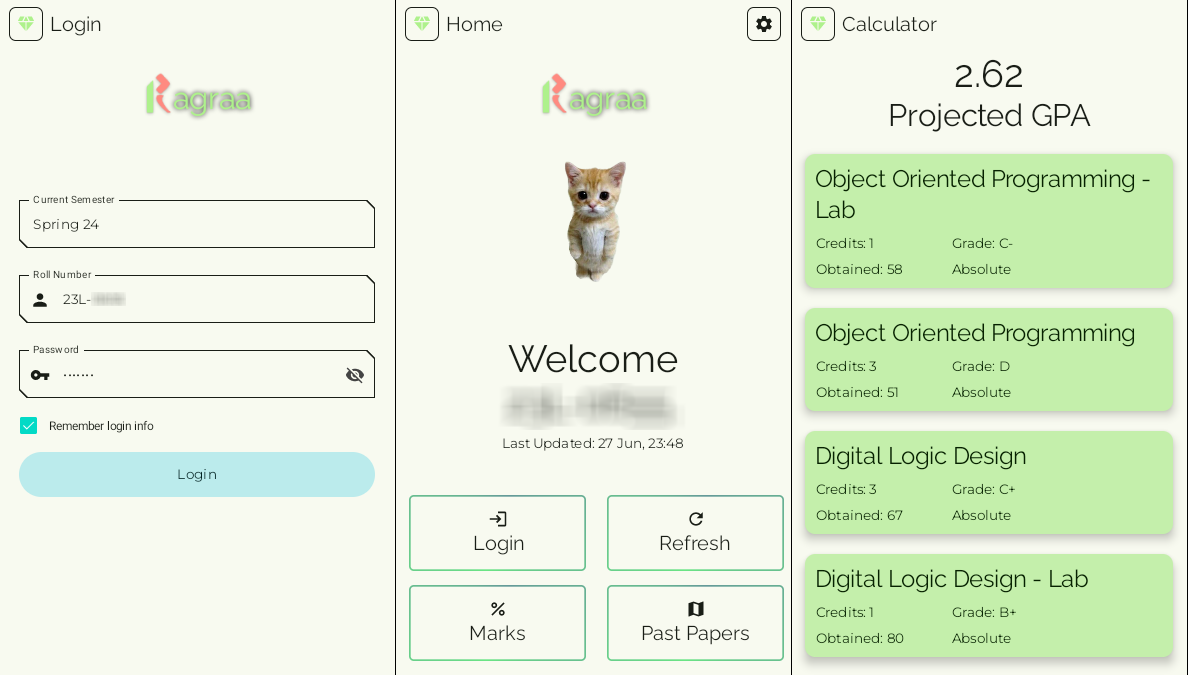 Login
Ragraa
Current Semester
Spring 24
Roll Number
23L-
Password
Remember login info
Login
Home
Ragraa
Welcome
Last Updated: 27 Jun, 23:48
Login
Refresh
Marks
Past Papers
Calculator
2.62
Projected GPA
Object Oriented Programming -
Lab
Credits: 1 Grade: C-
Obtained: 58 Absolute
Object Oriented Programming
Credits: 3 Grade: D
Obtained: 51 Absolute
Digital Logic Design
Credits: 3 Grade: C+
Obtained: 67 Absolute
Digital Logic Design - Lab
Credits: 1 Grade: B+
Obtained: 80 Absolute